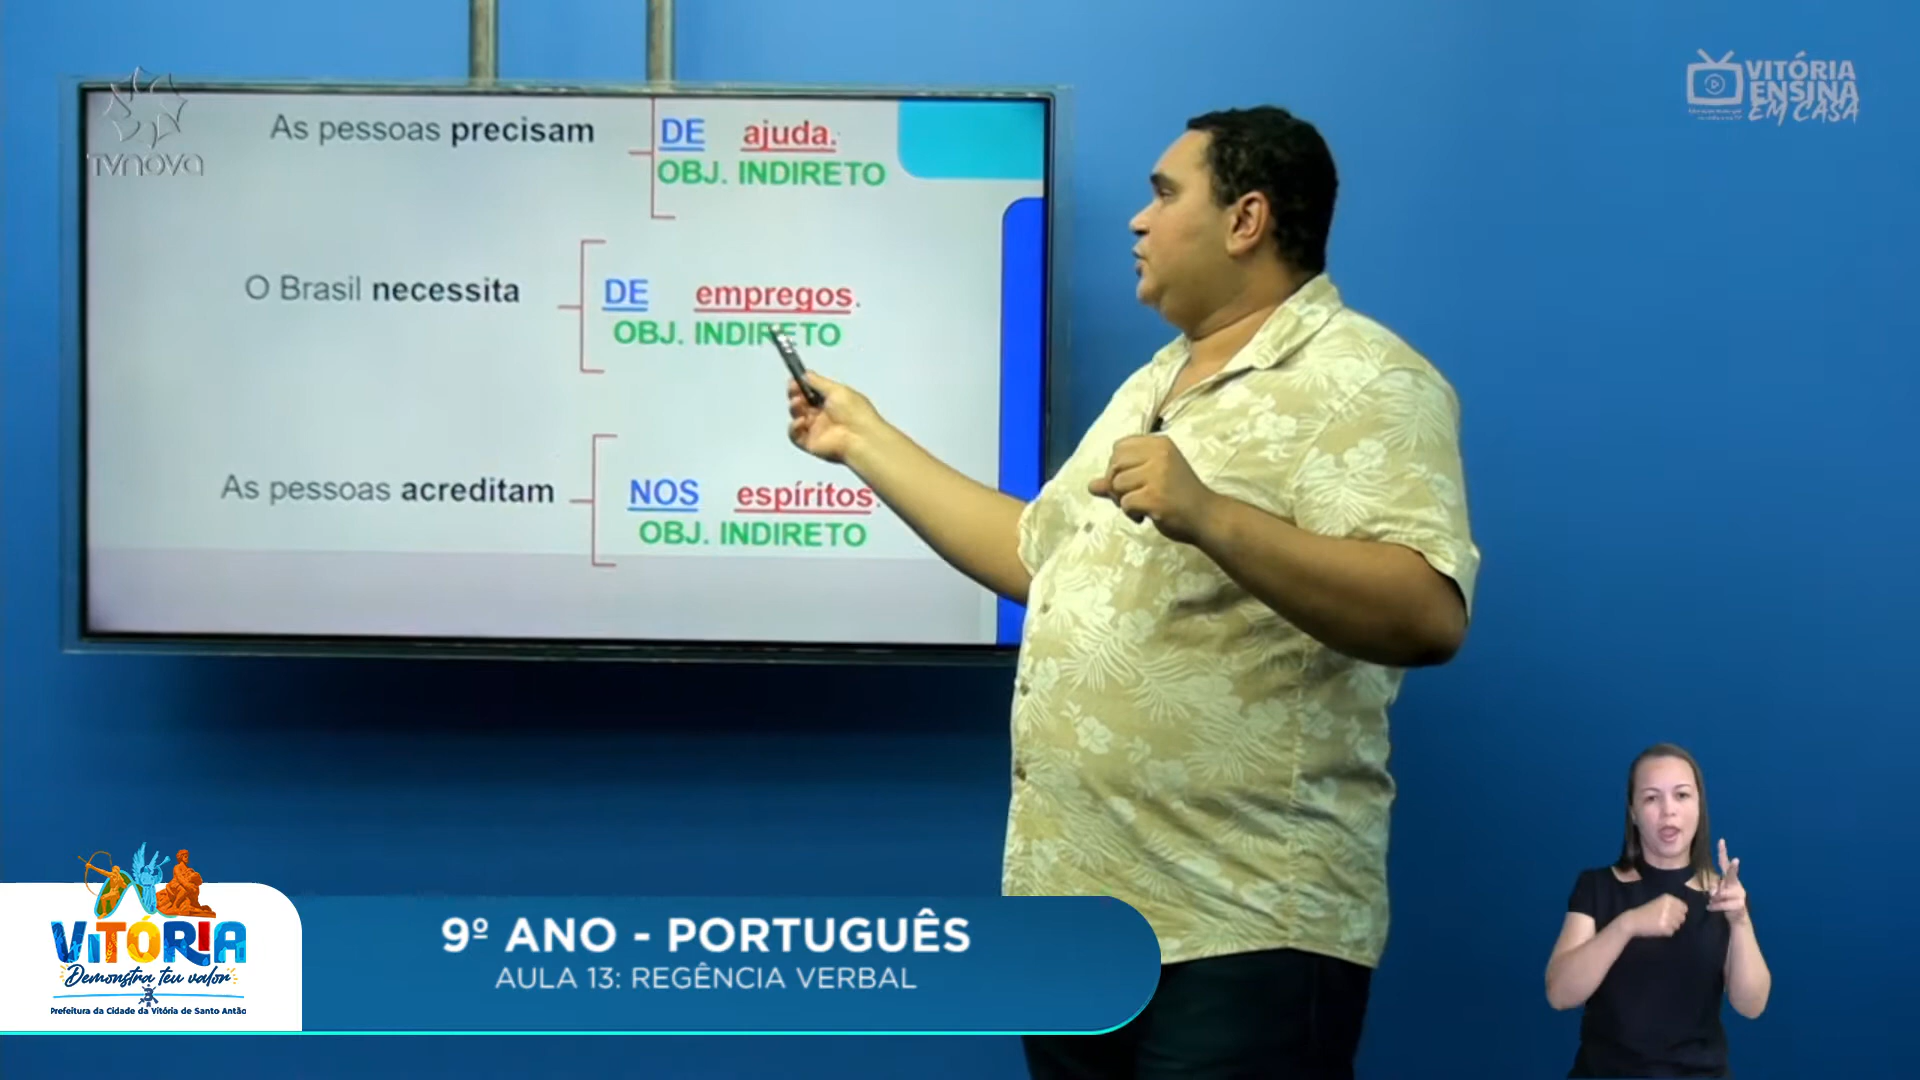 TVNOVA
As pessoas precisam DE ajuda.
OBJ. INDIRETO
O Brasil necessita DE empregos.
OBJ. INDIRETO
As pessoas acreditam NOS espíritos.
OBJ. INDIRETO
VITÓRIA
ENSINA
EM CASA
VITÓRIA
Demonstra teu valor
Prefeitura da Cidade da Vitória de Santo Antão
9º ANO - PORTUGUÊS
AULA 13: REGÊNCIA VERBAL